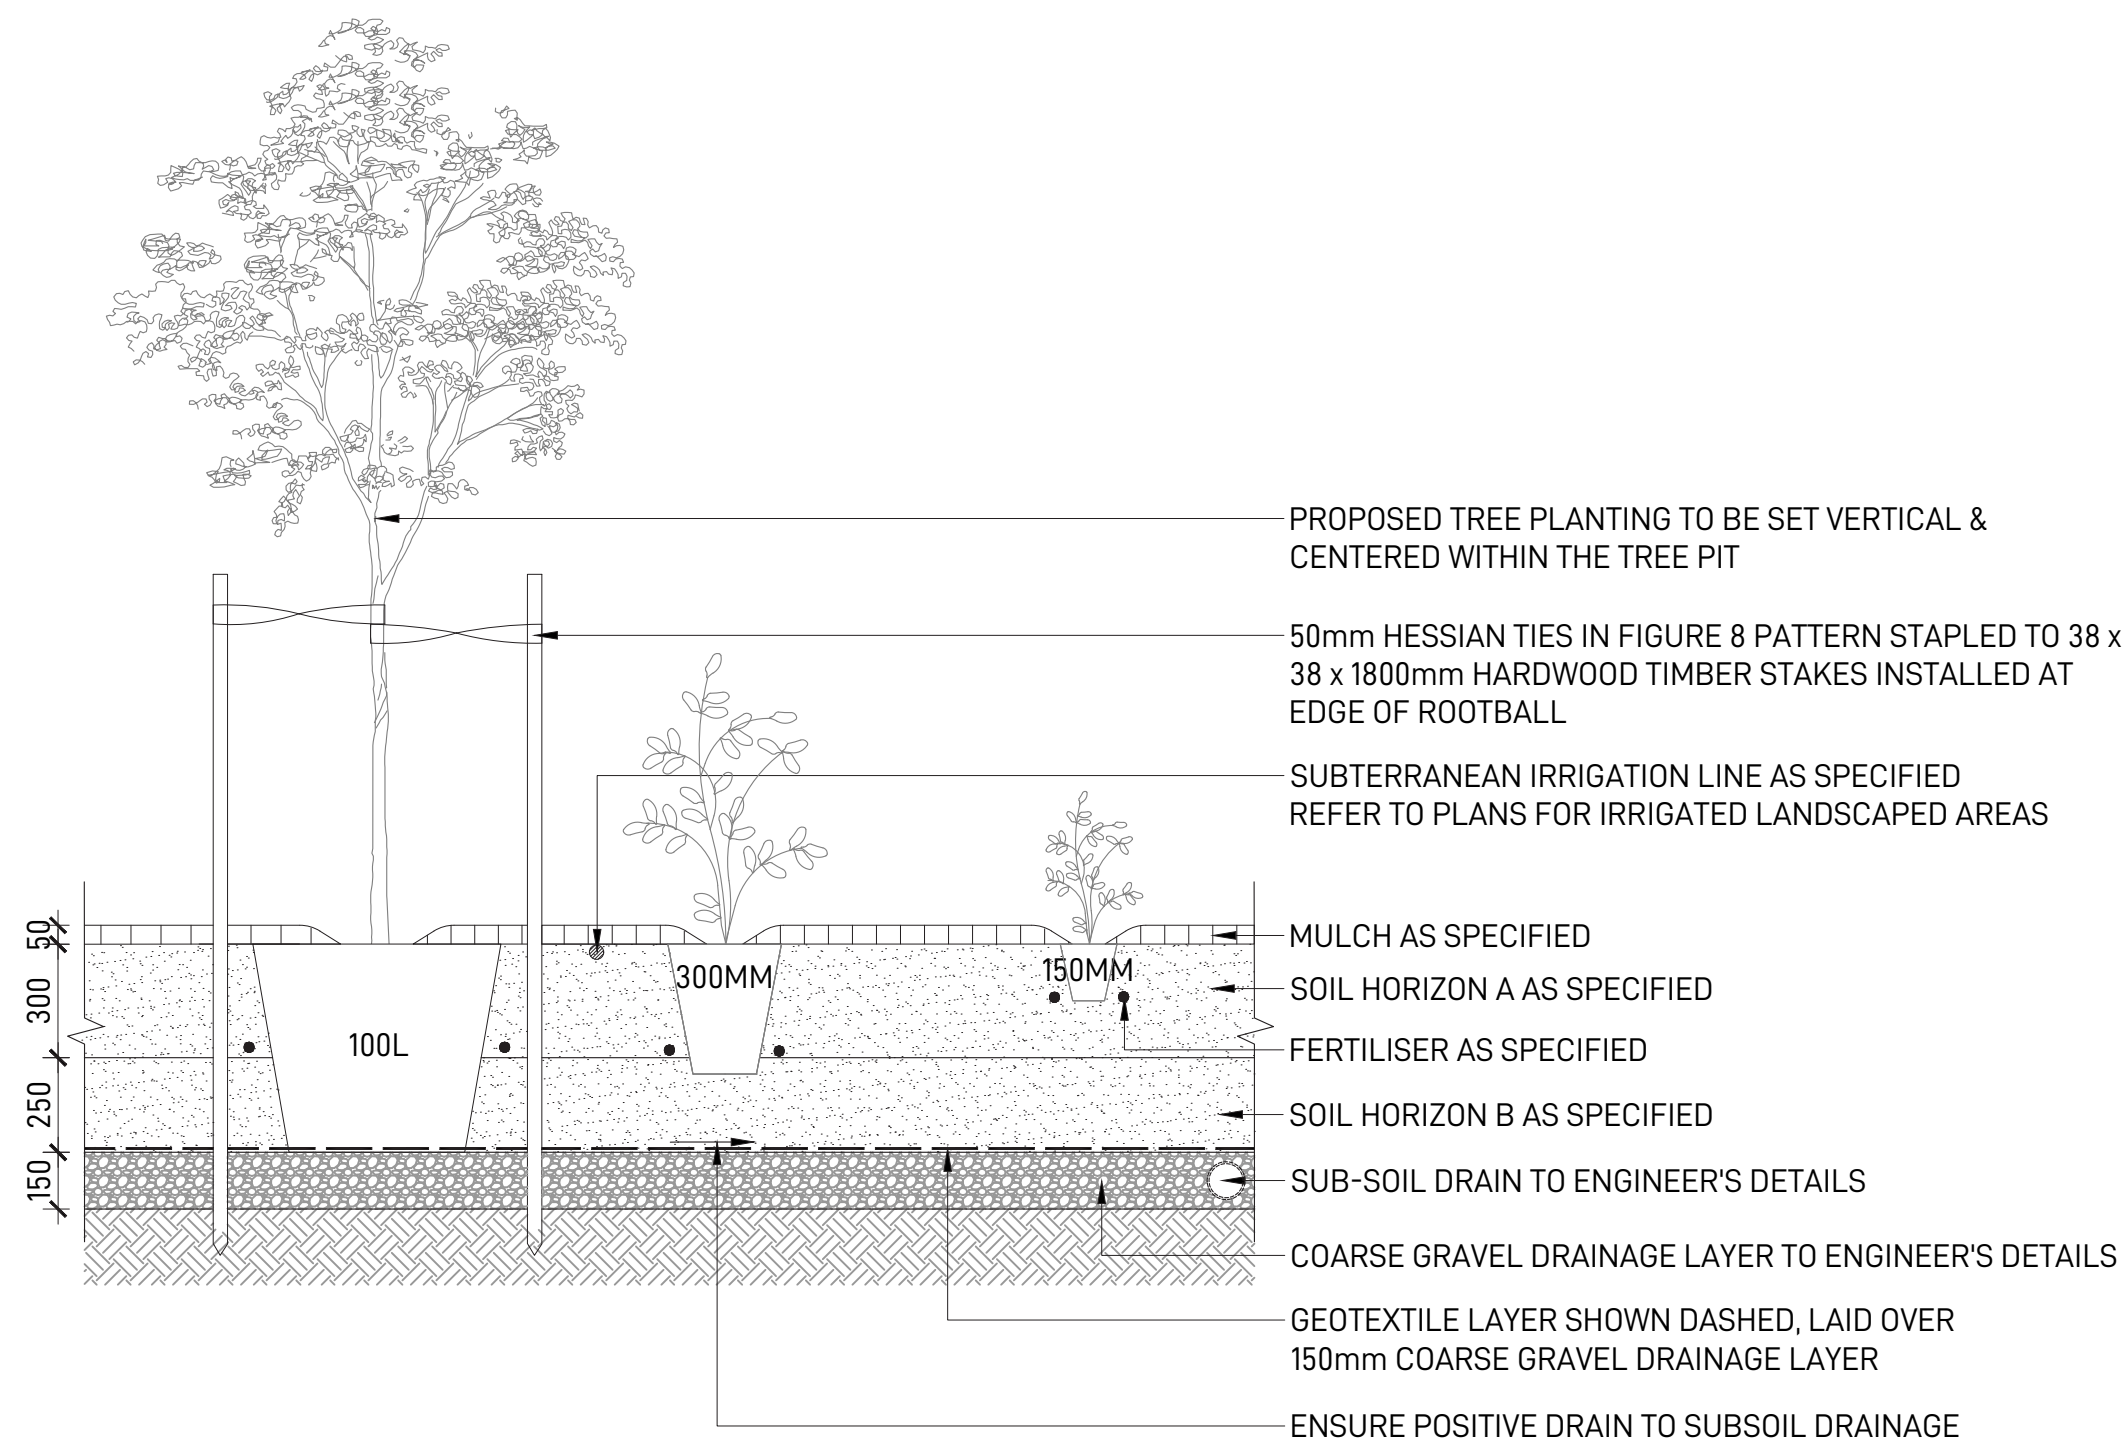 PROPOSED TREE PLANTING TO BE SET VERTICAL &
CENTERED WITHIN THE TREE PIT
50mm HESSIAN TIES IN FIGURE 8 PATTERN STAPLED TO 38 x
38 x 1800mm HARDWOOD TIMBER STAKES INSTALLED AT
EDGE OF ROOTBALL
SUBTERRANEAN IRRIGATION LINE AS SPECIFIED
REFER TO PLANS FOR IRRIGATED LANDSCAPED AREAS
50
300
250
150
100L
300MM
150MM
MULCH AS SPECIFIED
SOIL HORIZON A AS SPECIFIED
FERTILISER AS SPECIFIED
SOIL HORIZON B AS SPECIFIED
SUB-SOIL DRAIN TO ENGINEER'S DETAILS
COARSE GRAVEL DRAINAGE LAYER TO ENGINEER'S DETAILS
GEOTEXTILE LAYER SHOWN DASHED, LAID OVER
150mm COARSE GRAVEL DRAINAGE LAYER
ENSURE POSITIVE DRAIN TO SUBSOIL DRAINAGE